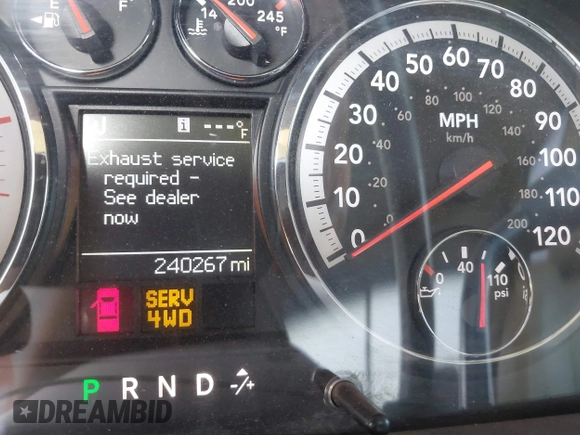 E F
14 200 245
°F
i ---°F
Exhaust service
required -
See dealer
now
240267 mi
SERV
4WD
P R N D -/+
MPH
km/h
0 10 20 30 40 50 60 70 80 90 100 110 120
0 20 40 60 80 100 120 140 160 180 200
0 40 110
psi
DREAMBID